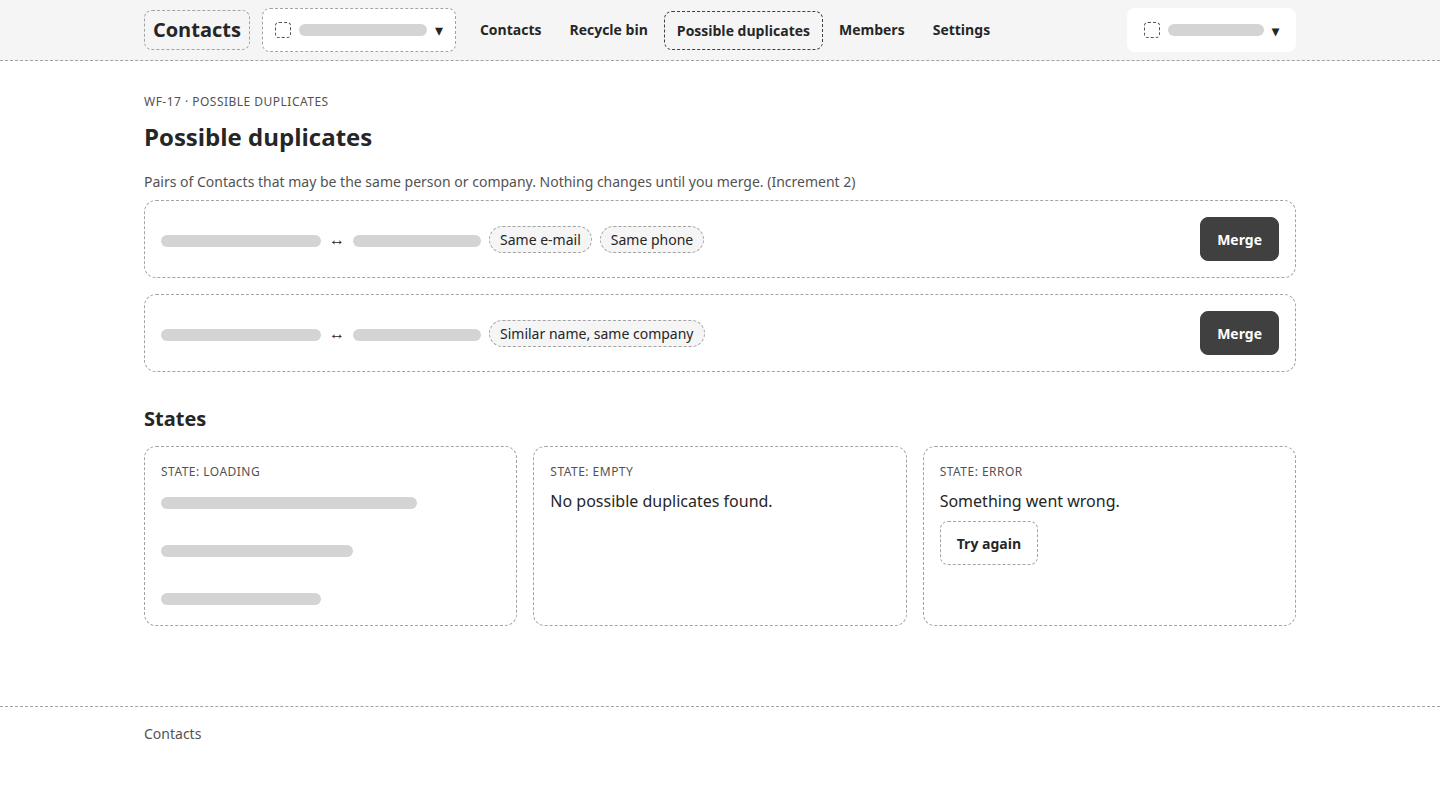 Contacts ▾ Contacts Recycle bin Possible duplicates Members Settings ▾
WF-17 · POSSIBLE DUPLICATES
Possible duplicates
Pairs of Contacts that may be the same person or company. Nothing changes until you merge. (Increment 2)
↔ Same e-mail Same phone Merge
↔ Similar name, same company Merge
States
STATE: LOADING
STATE: EMPTY
No possible duplicates found.
STATE: ERROR
Something went wrong.
Try again
Contacts